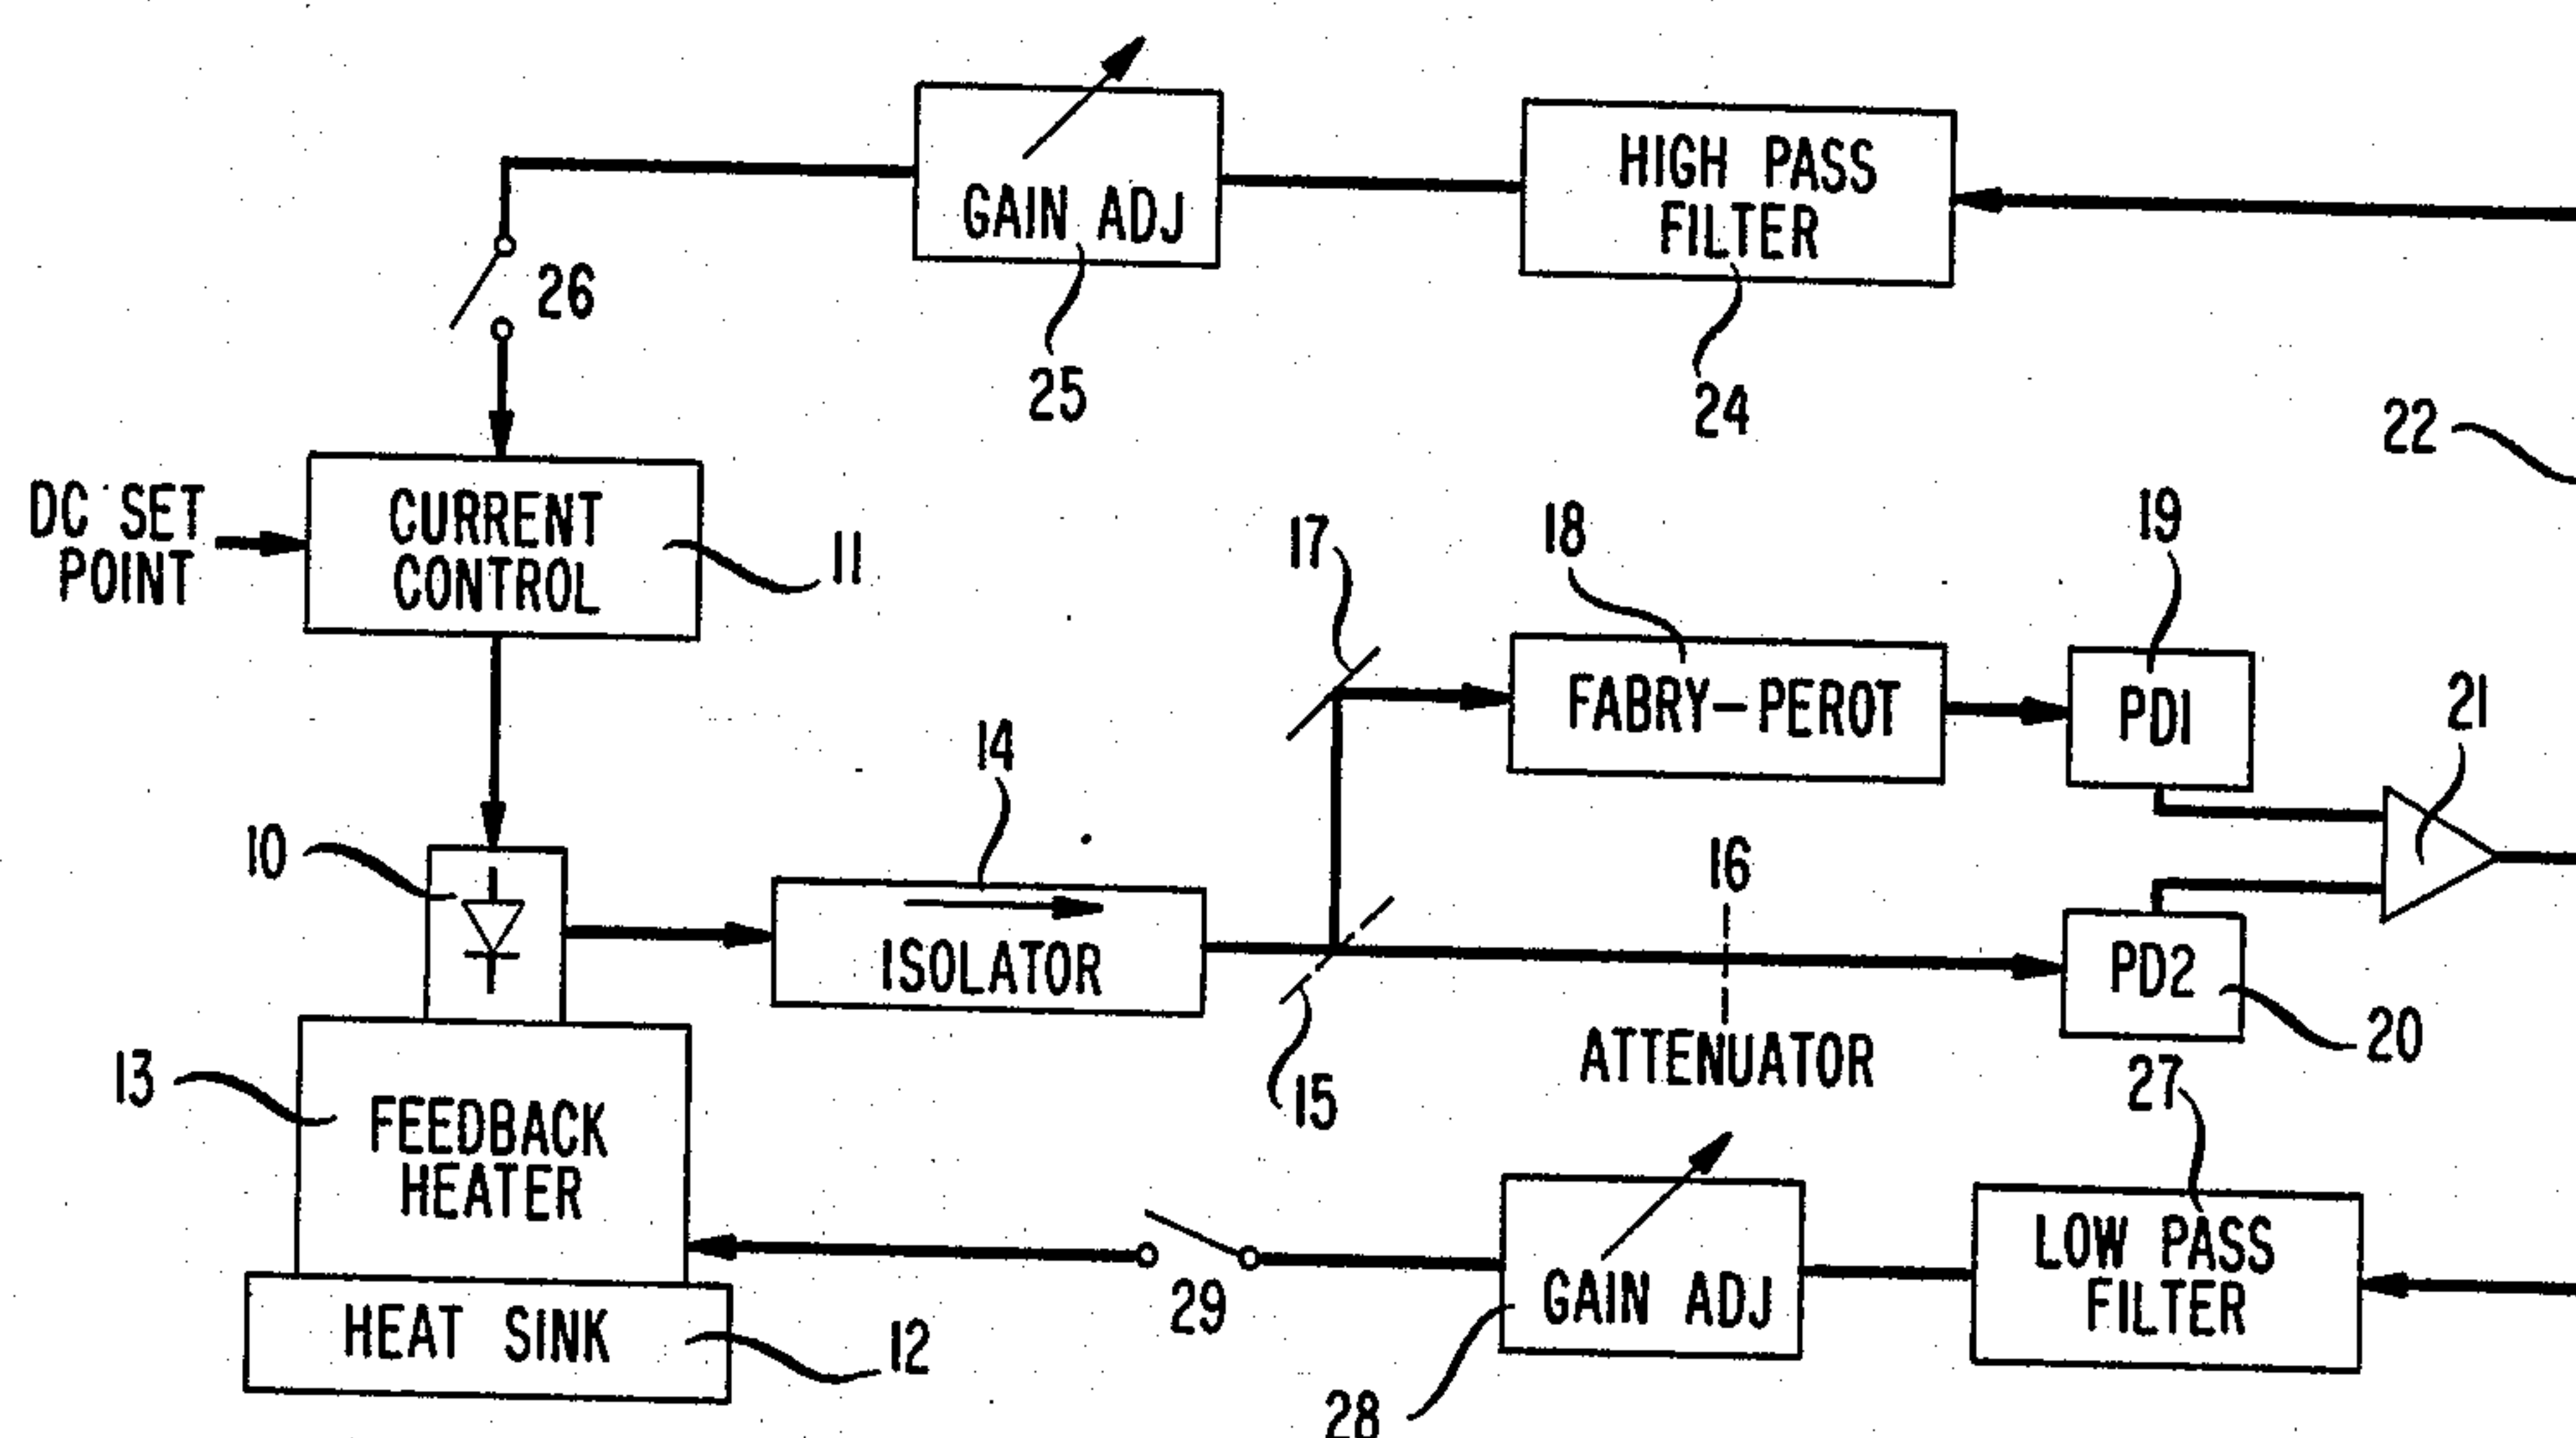 GAIN ADJ
25
HIGH PASS
FILTER
24
26
22
DC SET
POINT
CURRENT
CONTROL
11
17
18
FABRY-PEROT
19
PD1
21
10
14
ISOLATOR
15
16
ATTENUATOR
PD2
20
13
FEEDBACK
HEATER
HEAT SINK
12
29
GAIN ADJ
28
27
LOW PASS
FILTER